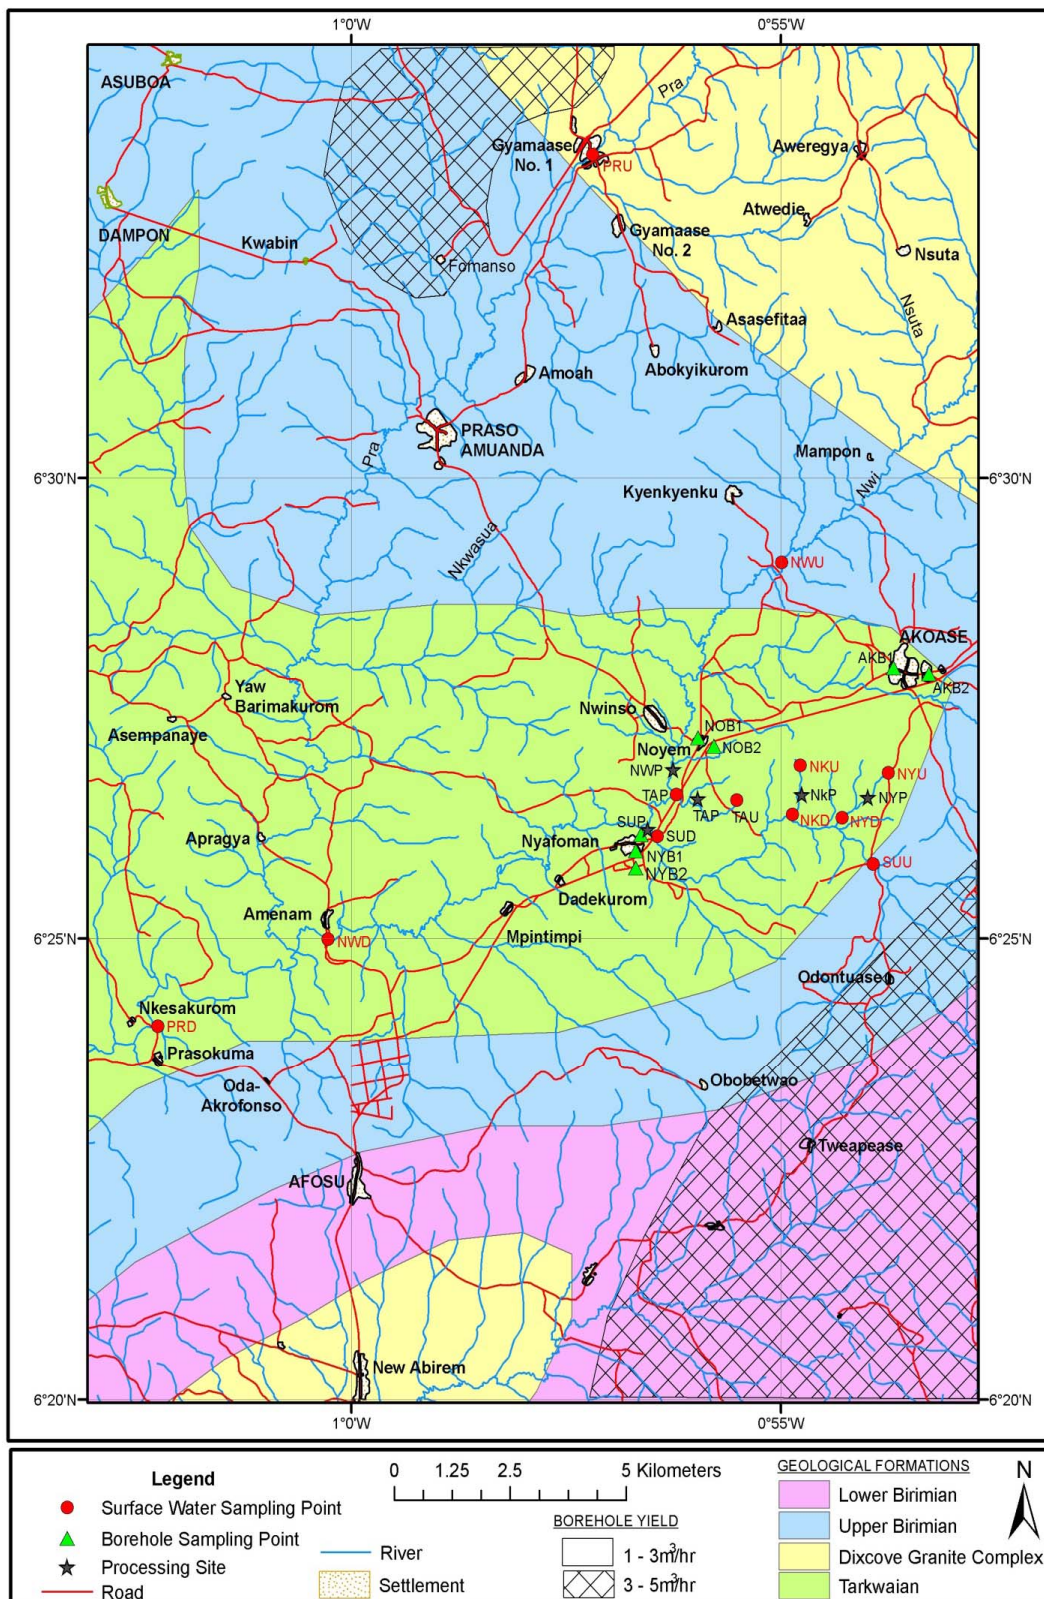 1°0'W
0°55'W
ASUBOA
Pra
Gyamaase
No. 1
PRU
Aweregya
DAMPON
Kwabin
Fomanso
Atwedie
Gyamaase
No. 2
Nsuta
Nsuta
Asasefitaa
Abokyikurom
Amoah
PRASO
AMUANDA
Pra
Mampon
Nwi
6°30'N
6°30'N
Kyenkyenku
Nkwasua
NWU
AKOASE
AKB1
AKB2
Yaw
Barimakurom
Asempanaye
Nwinso
NOB1
Noyem
NOB2
NWP
NKU
NYU
TAP
TAP
TAU
NkP
NYP
NKD
NYD
SUP
SUD
Apragya
Nyafoman
NYB1
NYB2
SUU
Dadekurom
Amenam
NWD
Mpintimpi
6°25'N
6°25'N
Odontuase
Nkesakurom
PRD
Prasokuma
Oda-
Akrofonso
Obobetwao
Tweapease
AFOSU
New Abirem
6°20'N
6°20'N
1°0'W
0°55'W
Legend
Surface Water Sampling Point
Borehole Sampling Point
Processing Site
Road
River
Settlement
0 1.25 2.5 5 Kilometers
BOREHOLE YIELD
1 - 3m³/hr
3 - 5m³/hr
GEOLOGICAL FORMATIONS
Lower Birimian
Upper Birimian
Dixcove Granite Complex
Tarkwaian
N